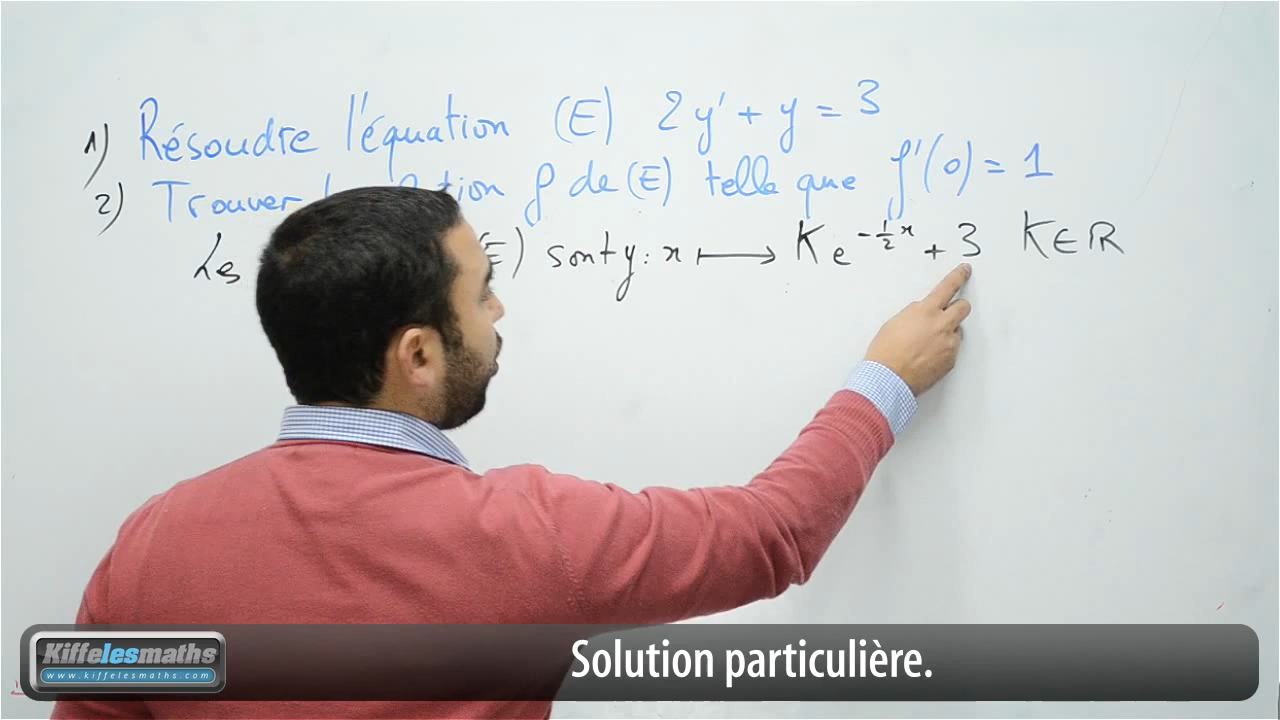 1) Résoudre l'équation (E) 2y' + y = 3
2) Trouver f de (E) telle que f'(0) = 1
Les (E) sont y : x ⟼ K e^{-1/2 x} + 3 K ∈ ℝ
Solution particulière.
Kiffelesmaths
www.kiffelesmaths.com